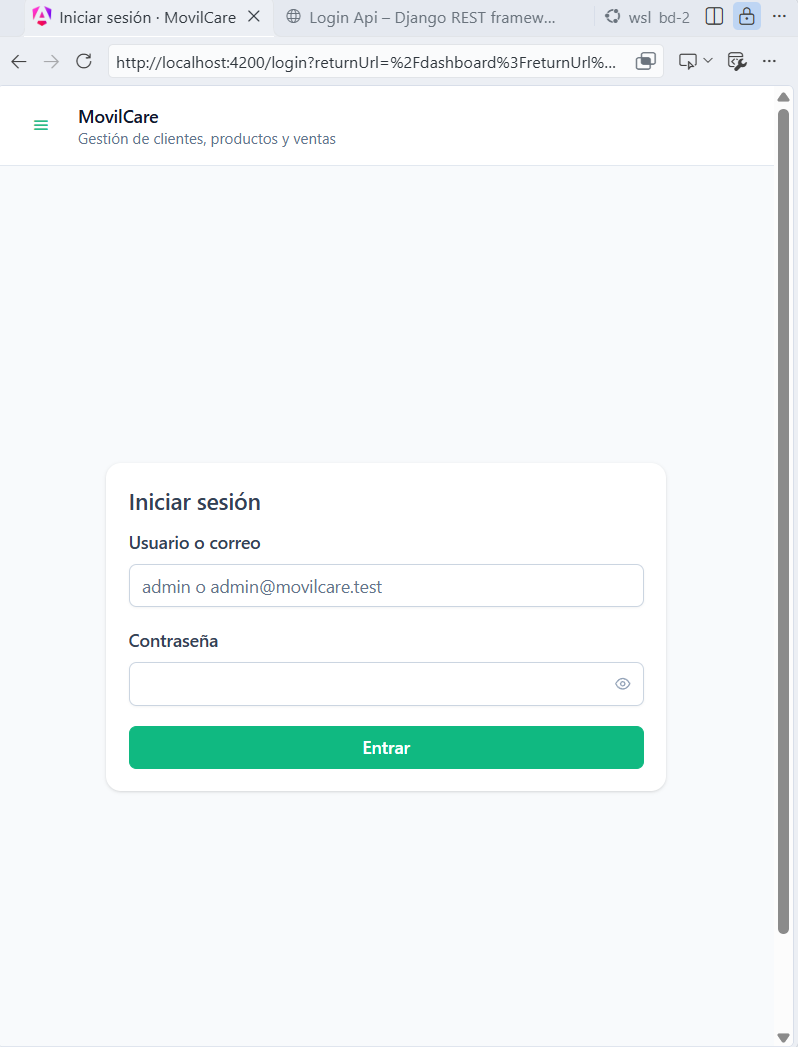 Iniciar sesión · MovilCare
Login Api – Django REST framew...
wsl bd-2
http://localhost:4200/login?returnUrl=%2Fdashboard%3FreturnUrl%...
MovilCare
Gestión de clientes, productos y ventas
Iniciar sesión
Usuario o correo
admin o admin@movilcare.test
Contraseña
Entrar